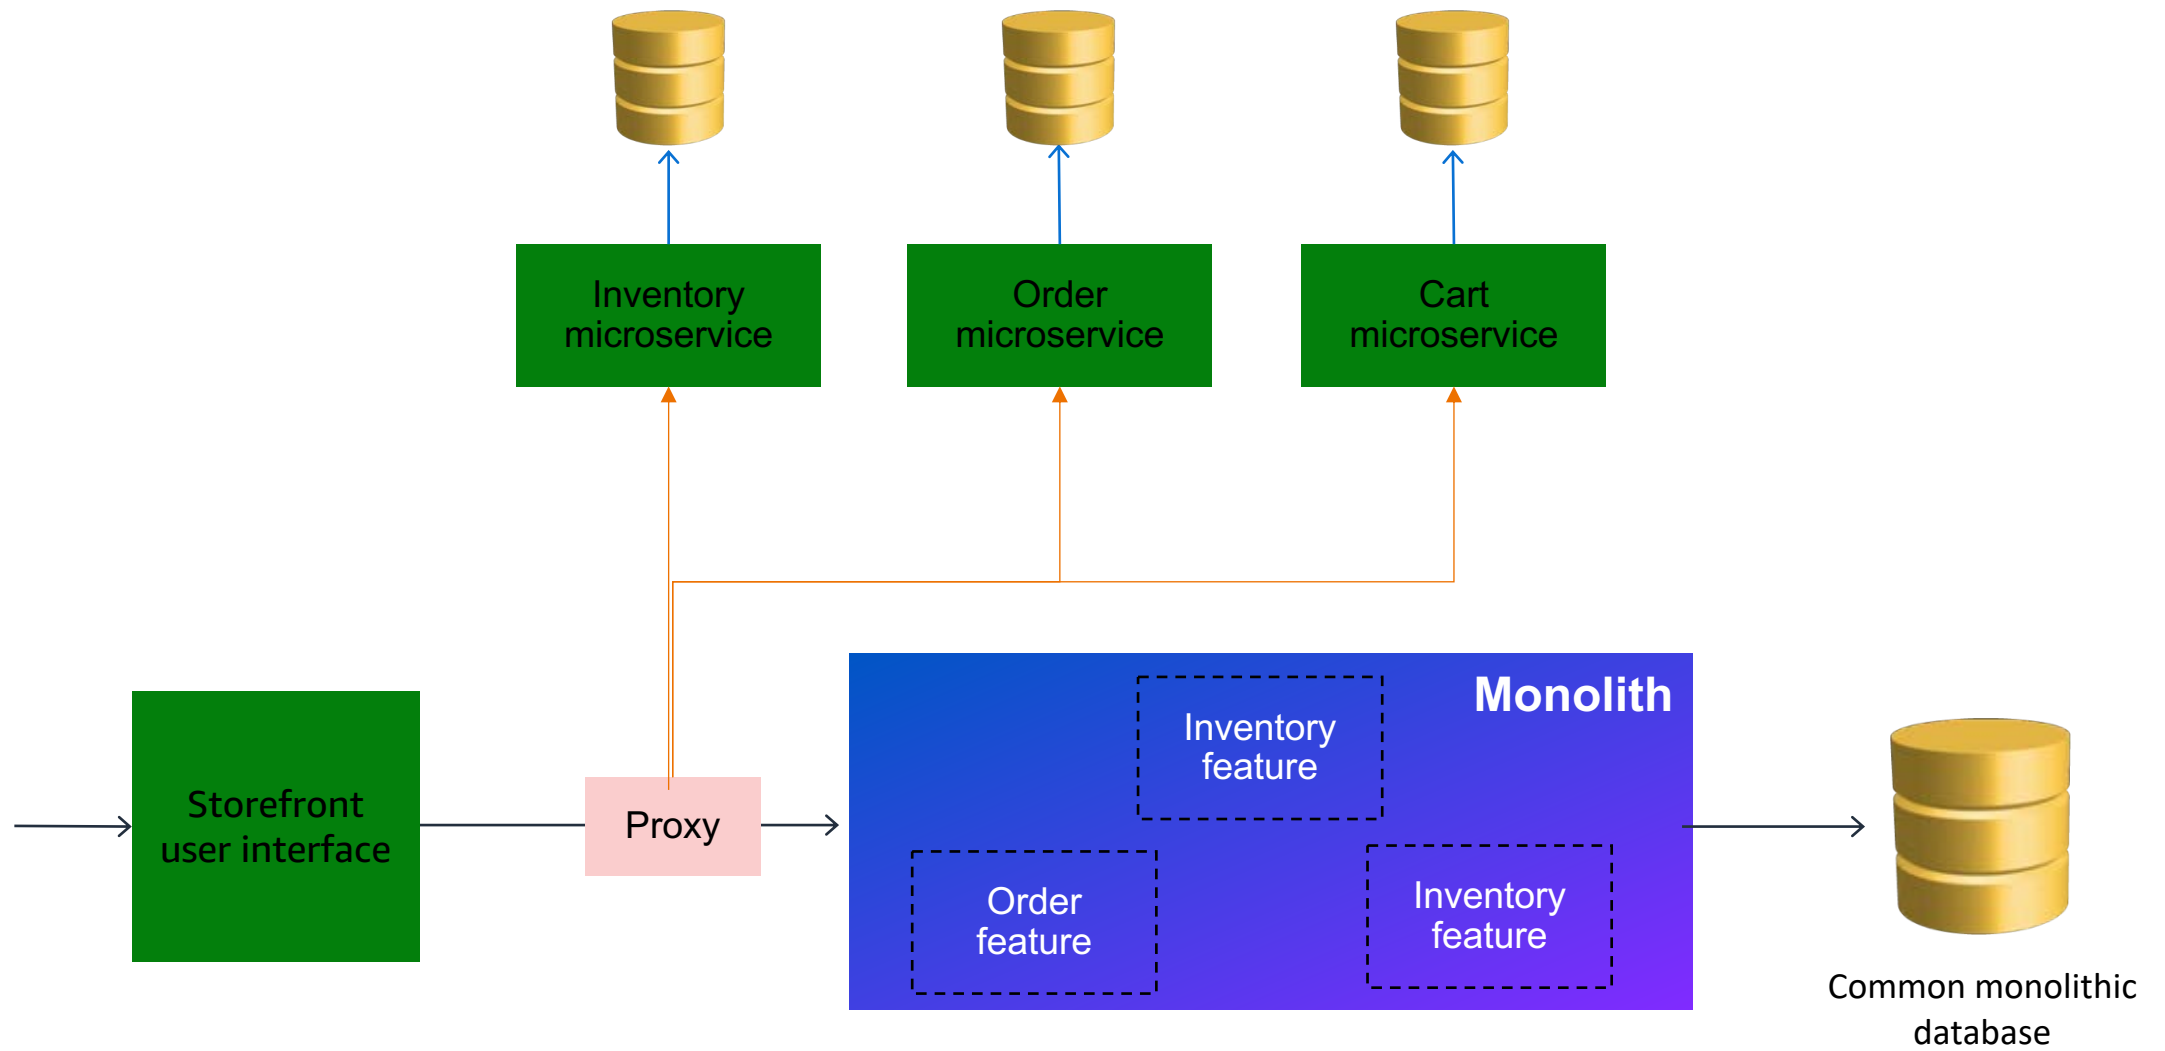 Inventory
microservice
Order
microservice
Cart
microservice
Storefront
user interface
Proxy
Monolith
Inventory
feature
Order
feature
Inventory
feature
Common monolithic
database